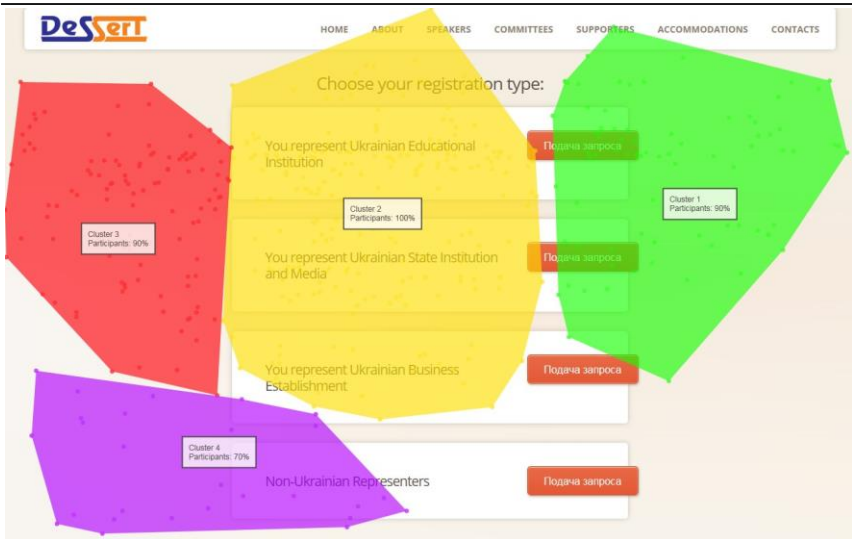 DeSSerT
HOME ABOUT SPEAKERS COMMITTEES SUPPORTERS ACCOMMODATIONS CONTACTS
Choose your registration type:
You represent Ukrainian Educational
Institution
Подача запроса
Cluster 1
Participants: 90%
Cluster 2
Participants: 100%
Cluster 3
Participants: 90%
You represent Ukrainian State Institution
and Media
Подача запроса
You represent Ukrainian Business
Establishment
Подача запроса
Cluster 4
Participants: 70%
Non-Ukrainian Representers
Подача запроса